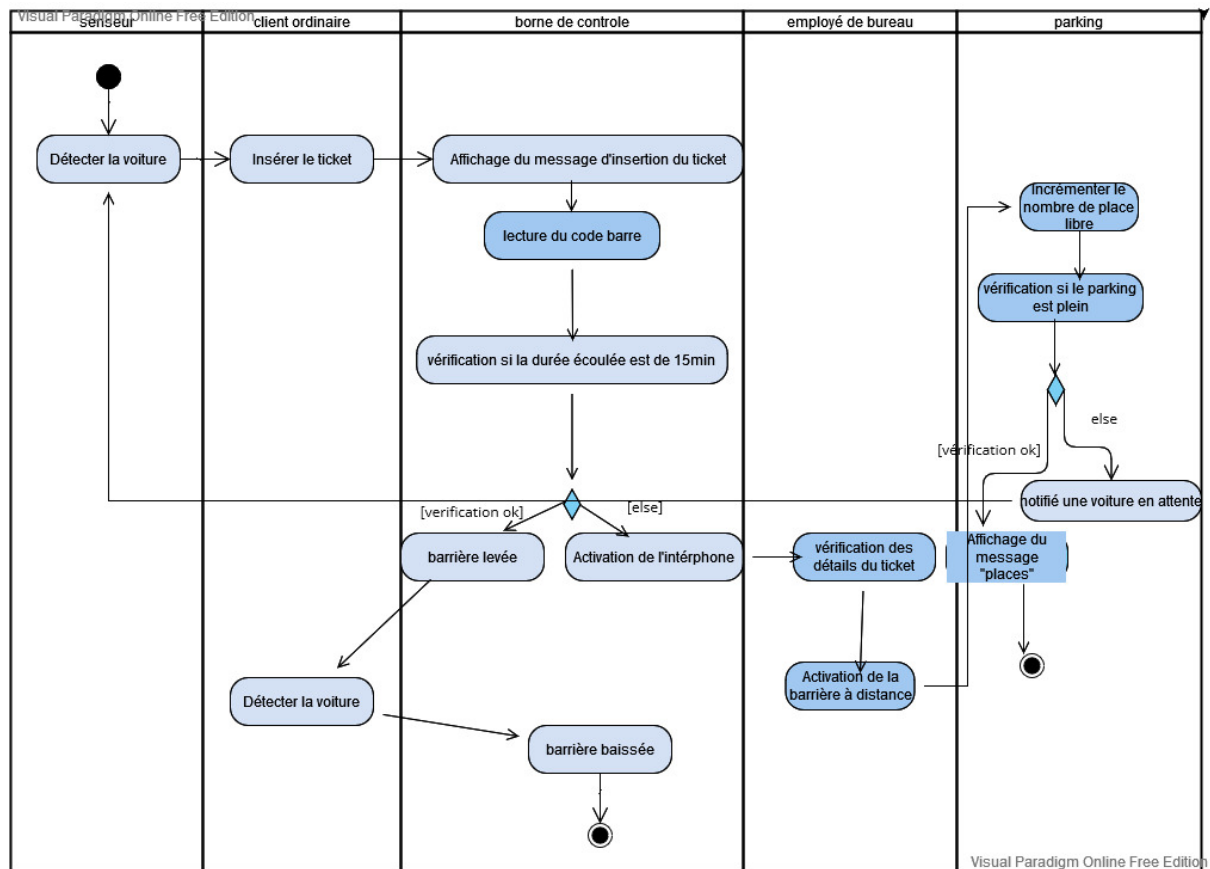 Visual Paradigm Online Free Edition
senseur
client ordinaire
borne de controle
employé de bureau
parking
Détecter la voiture
Insérer le ticket
Affichage du message d'insertion du ticket
Incrémenter le
nombre de place
libre
lecture du code barre
vérification si le parking
est plein
vérification si la durée écoulée est de 15min
else
[vérification ok]
notifié une voiture en attente
[verification ok]
[else]
barrière levée
Activation de l'intérphone
vérification des
détails du ticket
Affichage du
message
"places"
Activation de la
barrière à distance
Détecter la voiture
barrière baissée
Visual Paradigm Online Free Edition